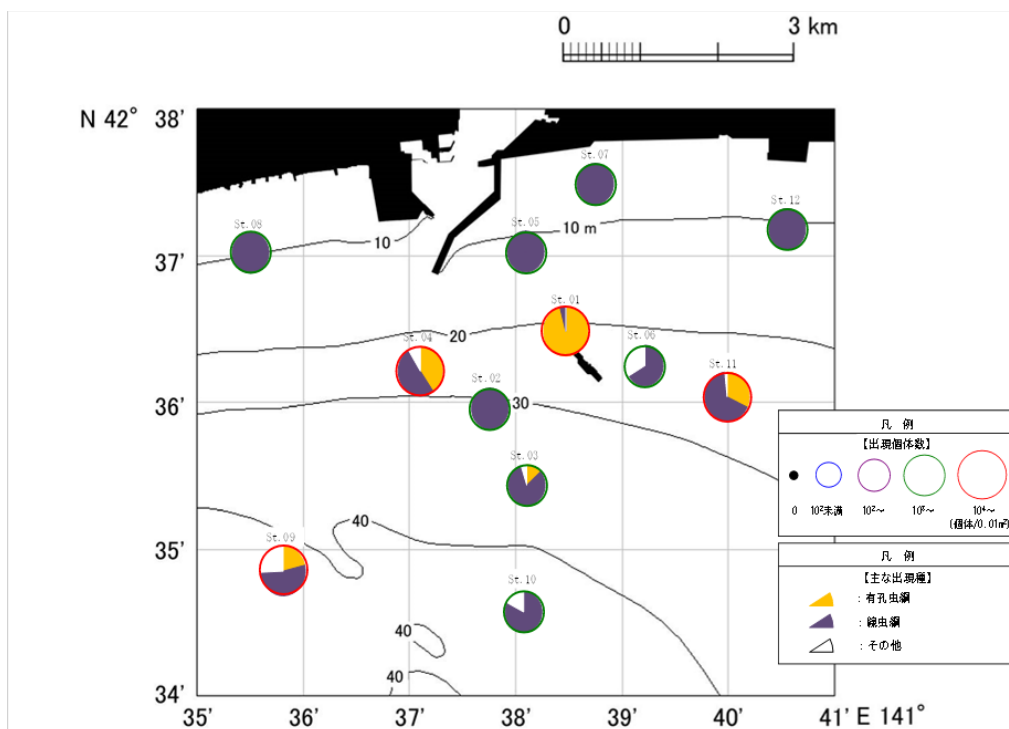 0 3 km
N 42° 38'
St.07
St.12
St.08
St.05
10 m
10
37'
St.01
20
St.04
St.06
St.11
36'
St.02
30
St.03
35'
40
St.09
St.10
40
40
34'
35' 36' 37' 38' 39' 40' 41' E 141°
凡 例
【出現個体数】
0 10²未満 10²~ 10³~ 10⁴~
(個体/0.01㎡)
凡 例
【主な出現種】
:有孔虫綱
:線虫綱
:その他